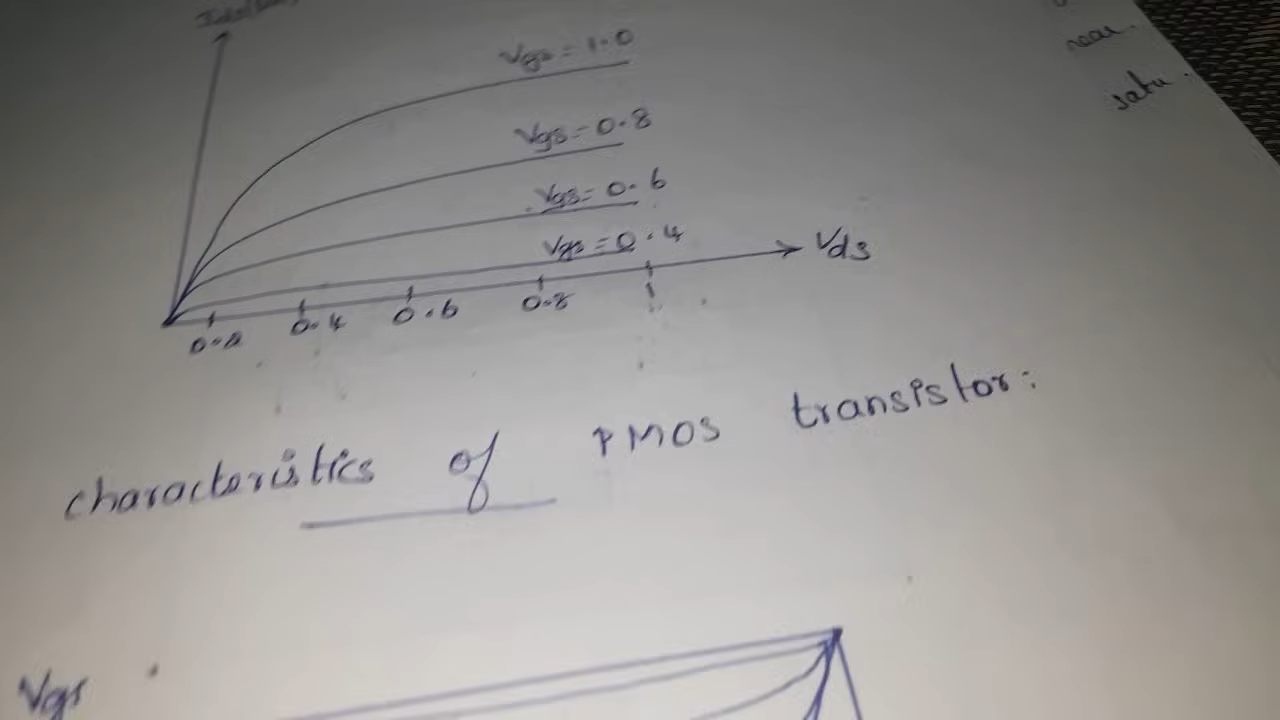 Vgs = 1.0
Vgs = 0.8
Vgs = 0.6
Vgs = 0.4
Vds
0.2 0.4 0.6 0.8 1
satu.
characteristics of PMOS transistor:
Vgs